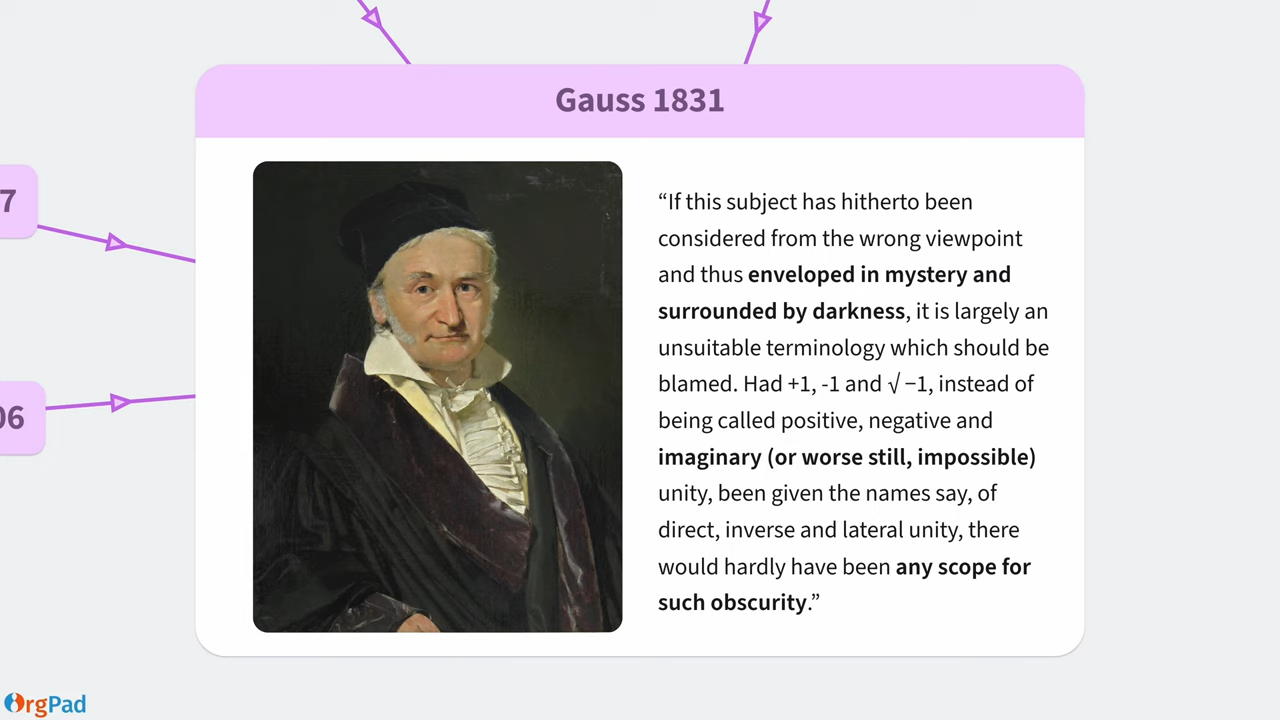 Gauss 1831
7
06
“If this subject has hitherto been
considered from the wrong viewpoint
and thus enveloped in mystery and
surrounded by darkness, it is largely an
unsuitable terminology which should be
blamed. Had +1, -1 and √−1, instead of
being called positive, negative and
imaginary (or worse still, impossible)
unity, been given the names say, of
direct, inverse and lateral unity, there
would hardly have been any scope for
such obscurity.”
OrgPad